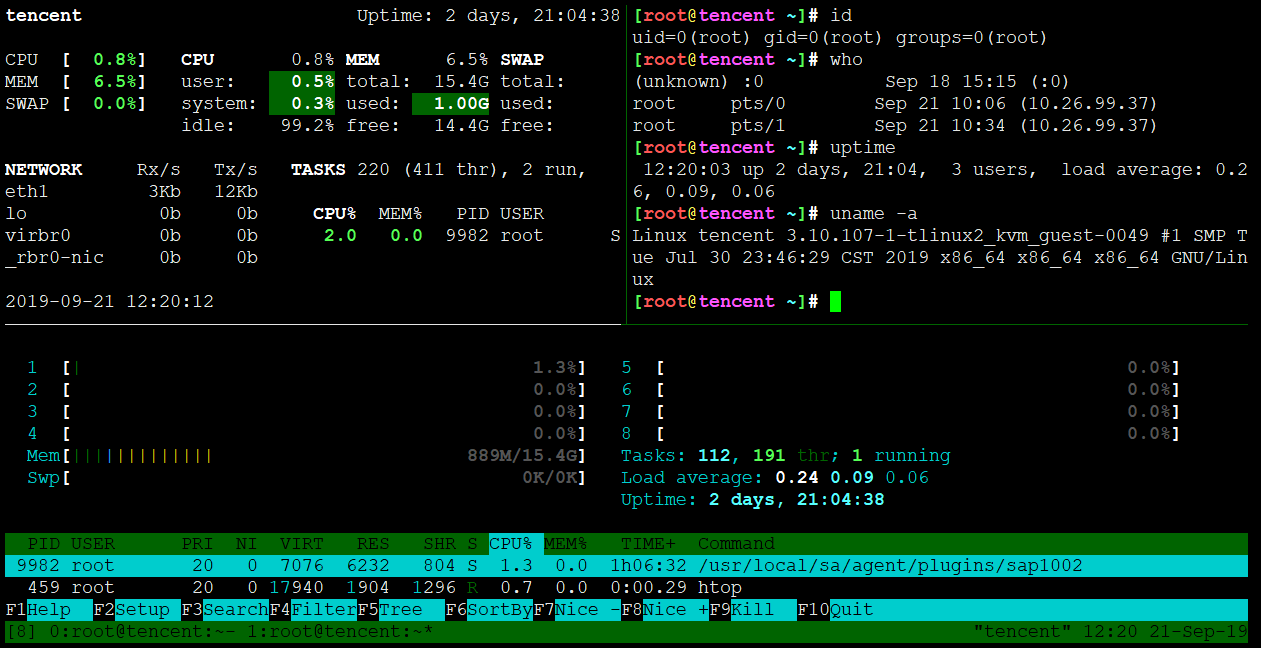 tencent Uptime: 2 days, 21:04:38
CPU [ 0.8%] CPU 0.8% MEM 6.5% SWAP
MEM [ 6.5%] user: 0.5% total: 15.4G total:
SWAP [ 0.0%] system: 0.3% used: 1.00G used:
idle: 99.2% free: 14.4G free:
NETWORK Rx/s Tx/s TASKS 220 (411 thr), 2 run,
eth1 3Kb 12Kb
lo 0b 0b CPU% MEM% PID USER
virbr0 0b 0b 2.0 0.0 9982 root S
_rbr0-nic 0b 0b
2019-09-21 12:20:12
[root@tencent ~]# id
uid=0(root) gid=0(root) groups=0(root)
[root@tencent ~]# who
(unknown) :0 Sep 18 15:15 (:0)
root pts/0 Sep 21 10:06 (10.26.99.37)
root pts/1 Sep 21 10:34 (10.26.99.37)
[root@tencent ~]# uptime
12:20:03 up 2 days, 21:04, 3 users, load average: 0.2
6, 0.09, 0.06
[root@tencent ~]# uname -a
Linux tencent 3.10.107-1-tlinux2_kvm_guest-0049 #1 SMP T
ue Jul 30 23:46:29 CST 2019 x86_64 x86_64 x86_64 GNU/Lin
ux
[root@tencent ~]#
1 [| 1.3%] 5 [ 0.0%]
2 [ 0.0%] 6 [ 0.0%]
3 [ 0.0%] 7 [ 0.0%]
4 [ 0.0%] 8 [ 0.0%]
Mem[||||||||||||| 889M/15.4G] Tasks: 112, 191 thr; 1 running
Swp[ 0K/0K] Load average: 0.24 0.09 0.06
Uptime: 2 days, 21:04:38
PID USER PRI NI VIRT RES SHR S CPU% MEM% TIME+ Command
9982 root 20 0 7076 6232 804 S 1.3 0.0 1h06:32 /usr/local/sa/agent/plugins/sap1002
459 root 20 0 17940 1904 1296 R 0.7 0.0 0:00.29 htop
F1Help F2Setup F3SearchF4FilterF5Tree F6SortByF7Nice -F8Nice +F9Kill F10Quit
[8] 0:root@tencent:~- 1:root@tencent:~* "tencent" 12:20 21-Sep-19